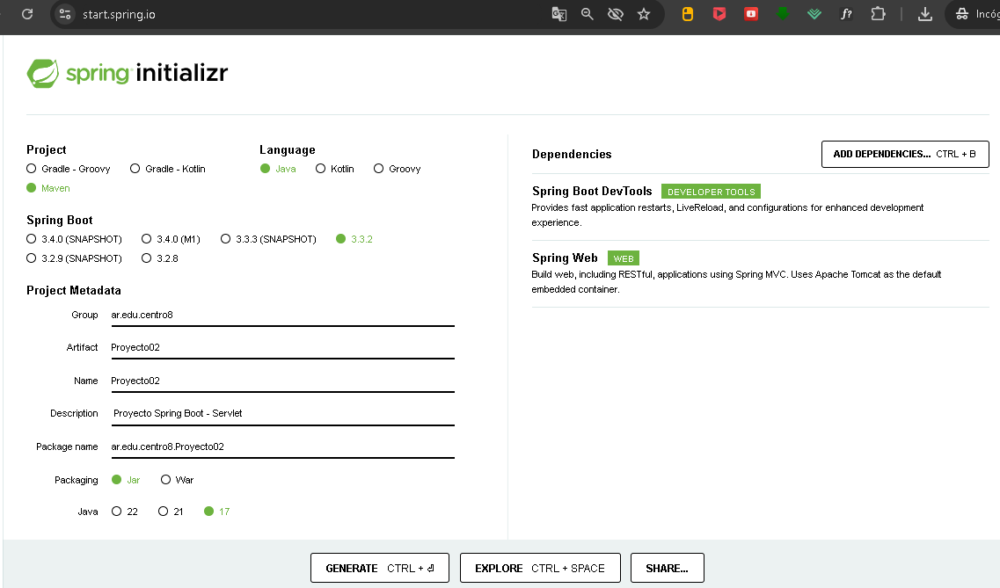 start.spring.io
Incóg
spring initializr
Project
Gradle - Groovy Gradle - Kotlin
Maven
Language
Java Kotlin Groovy
Spring Boot
3.4.0 (SNAPSHOT) 3.4.0 (M1) 3.3.3 (SNAPSHOT) 3.3.2
3.2.9 (SNAPSHOT) 3.2.8
Project Metadata
Group ar.edu.centro8
Artifact Proyecto02
Name Proyecto02
Description Proyecto Spring Boot - Servlet
Package name ar.edu.centro8.Proyecto02
Packaging Jar War
Java 22 21 17
Dependencies
ADD DEPENDENCIES... CTRL + B
Spring Boot DevTools DEVELOPER TOOLS
Provides fast application restarts, LiveReload, and configurations for enhanced development
experience.
Spring Web WEB
Build web, including RESTful, applications using Spring MVC. Uses Apache Tomcat as the default
embedded container.
GENERATE CTRL + ⏎
EXPLORE CTRL + SPACE
SHARE...